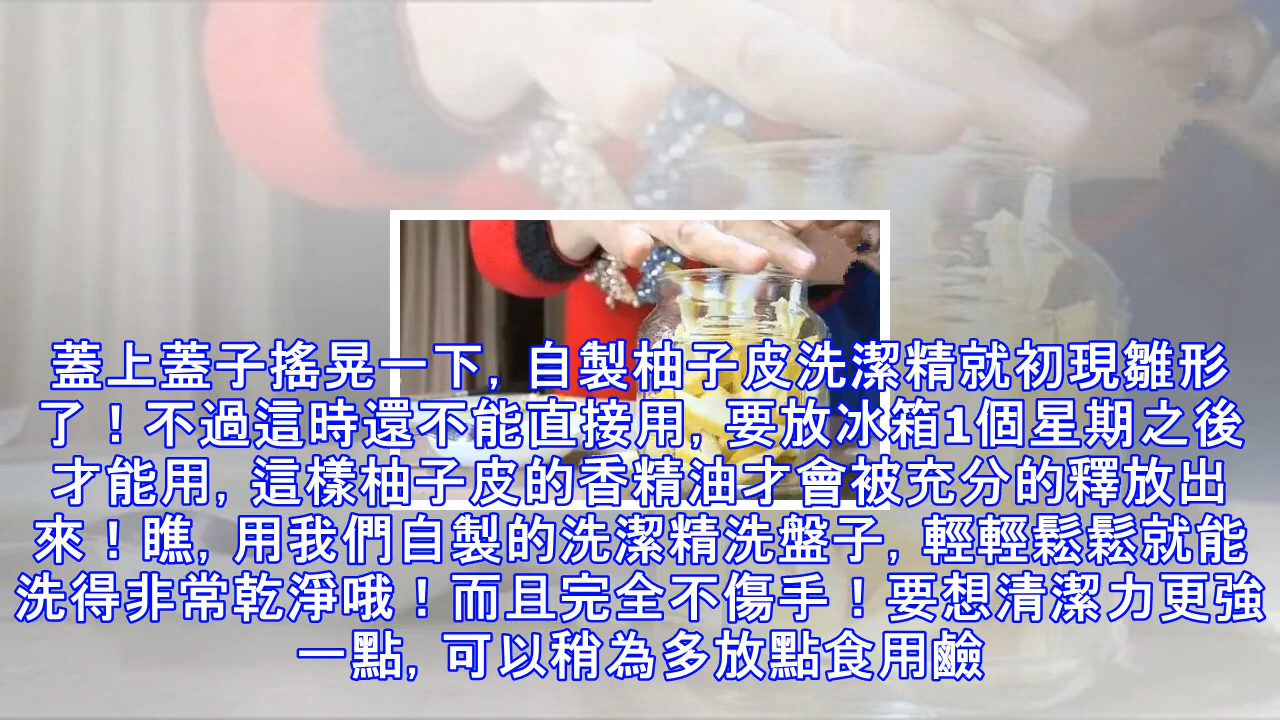 蓋上蓋子搖晃一下, 自製柚子皮洗潔精就初現雛形
了！不過這時還不能直接用, 要放冰箱1個星期之後
才能用, 這樣柚子皮的香精油才會被充分的釋放出
來！瞧, 用我們自製的洗潔精洗盤子, 輕輕鬆鬆就能
洗得非常乾淨哦！而且完全不傷手！要想清潔力更強
一點, 可以稍為多放點食用鹼